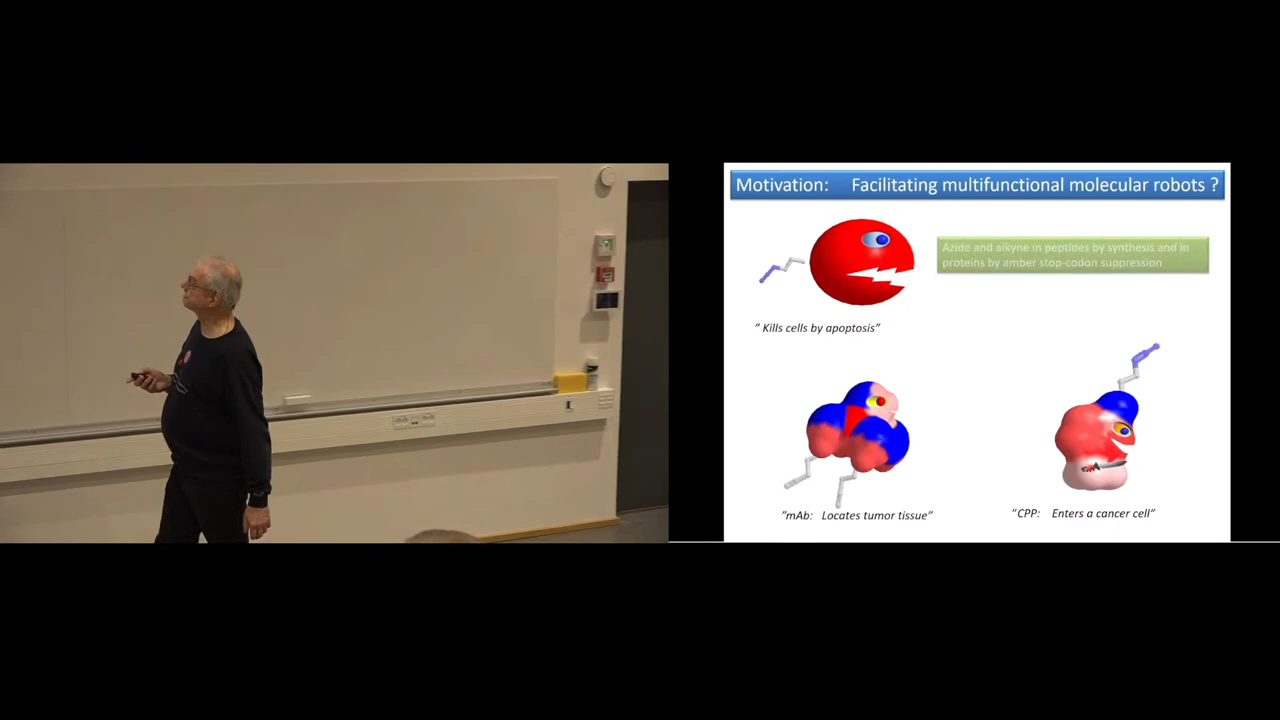 Motivation: Facilitating multifunctional molecular robots ?
Azide and alkyne in peptides by synthesis and in
proteins by amber stop-codon suppression
” Kills cells by apoptosis”
”mAb: Locates tumor tissue”
”CPP: Enters a cancer cell”